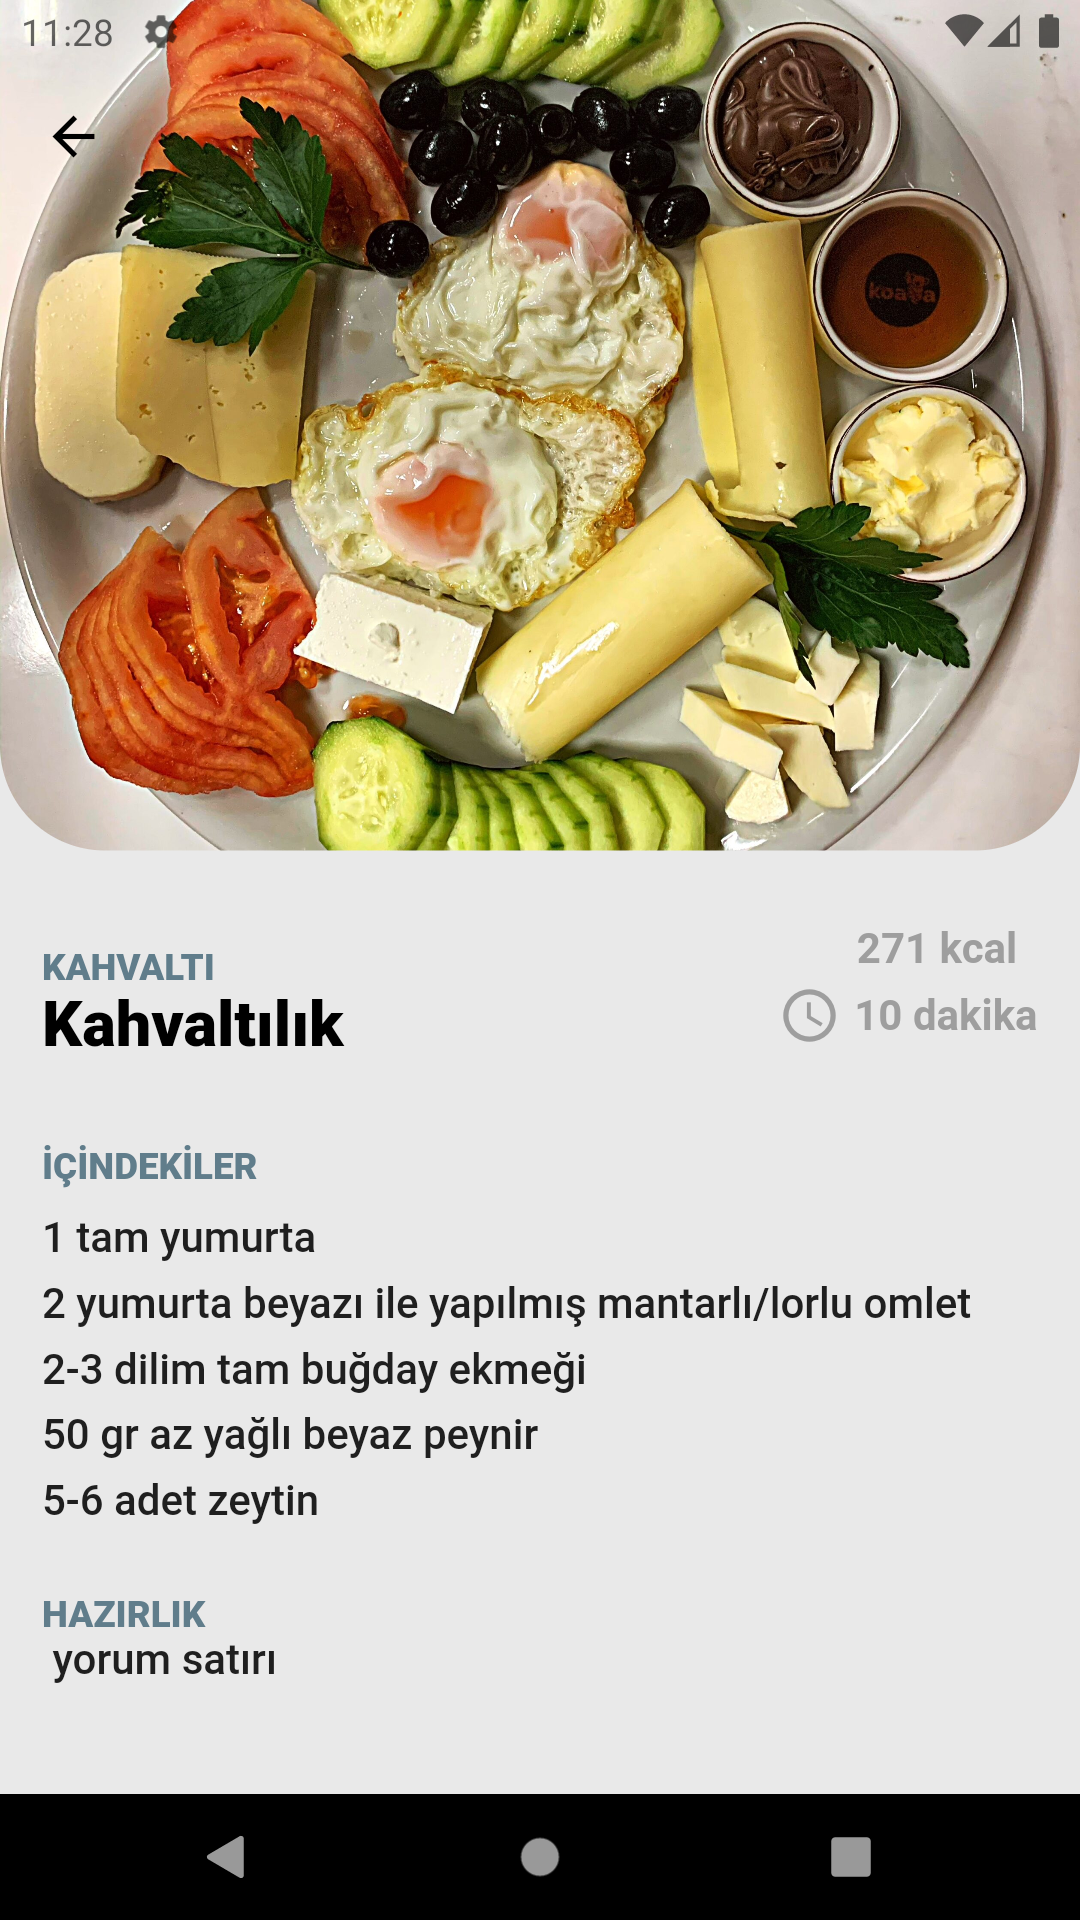 11:28
koala
KAHVALTI
Kahvaltılık
271 kcal
10 dakika
İÇİNDEKİLER
1 tam yumurta
2 yumurta beyazı ile yapılmış mantarlı/lorlu omlet
2-3 dilim tam buğday ekmeği
50 gr az yağlı beyaz peynir
5-6 adet zeytin
HAZIRLIK
yorum satırı